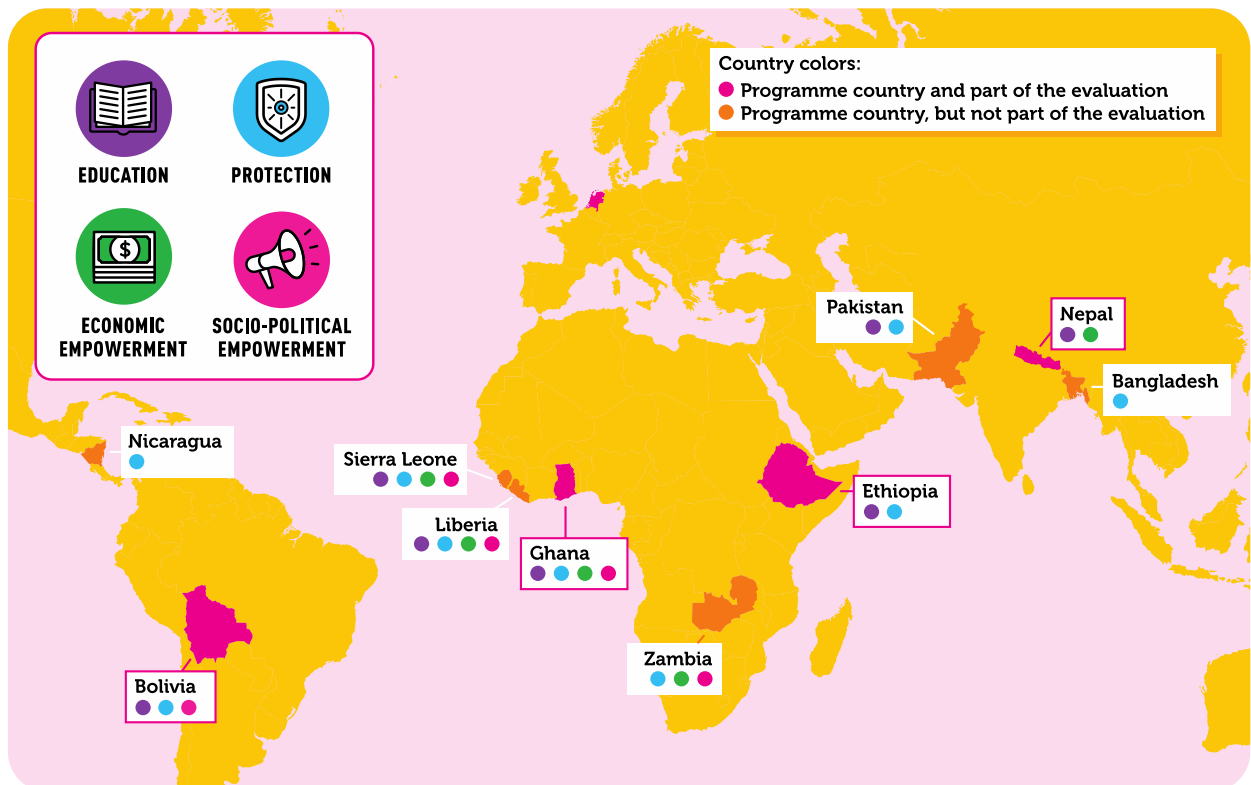 EDUCATION
PROTECTION
$
ECONOMIC
EMPOWERMENT
SOCIO-POLITICAL
EMPOWERMENT
Country colors:
Programme country and part of the evaluation
Programme country, but not part of the evaluation
Pakistan
Nepal
Bangladesh
Nicaragua
Sierra Leone
Liberia
Ghana
Ethiopia
Zambia
Bolivia